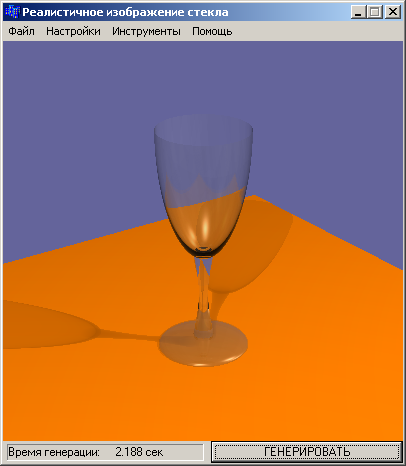 Реалистичное изображение стекла
Файл Настройки Инструменты Помощь
Время генерации: 2.188 сек ГЕНЕРИРОВАТЬ